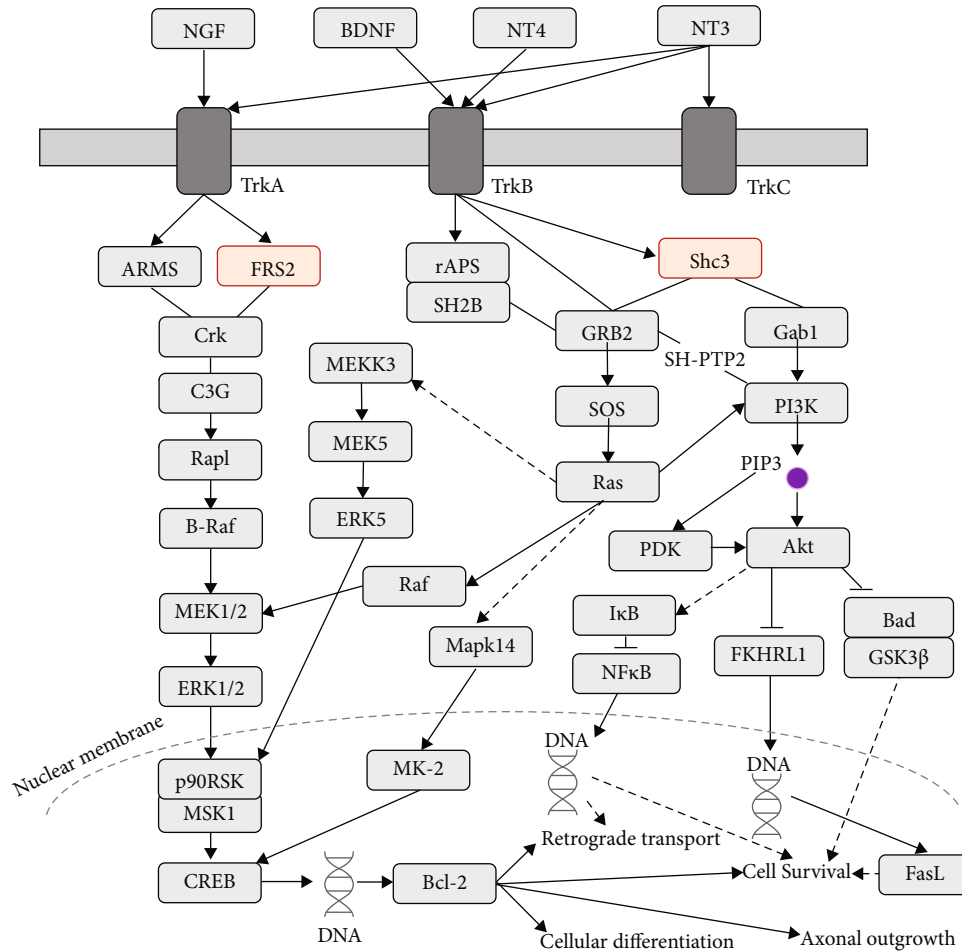 NGF
BDNF
NT4
NT3
TrkA
TrkB
TrkC
ARMS
FRS2
rAPS
SH2B
Shc3
Crk
GRB2
Gab1
SH-PTP2
MEKK3
C3G
SOS
PI3K
MEK5
Rapl
Ras
PIP3
ERK5
B-Raf
PDK
Akt
Raf
MEK1/2
IκB
Bad
Mapk14
FKHRL1
GSK3β
NFκB
ERK1/2
Nuclear membrane
DNA
DNA
p90RSK
MSK1
MK-2
Retrograde transport
CREB
Bcl-2
Cell Survival
FasL
DNA
Cellular differentiation
Axonal outgrowth